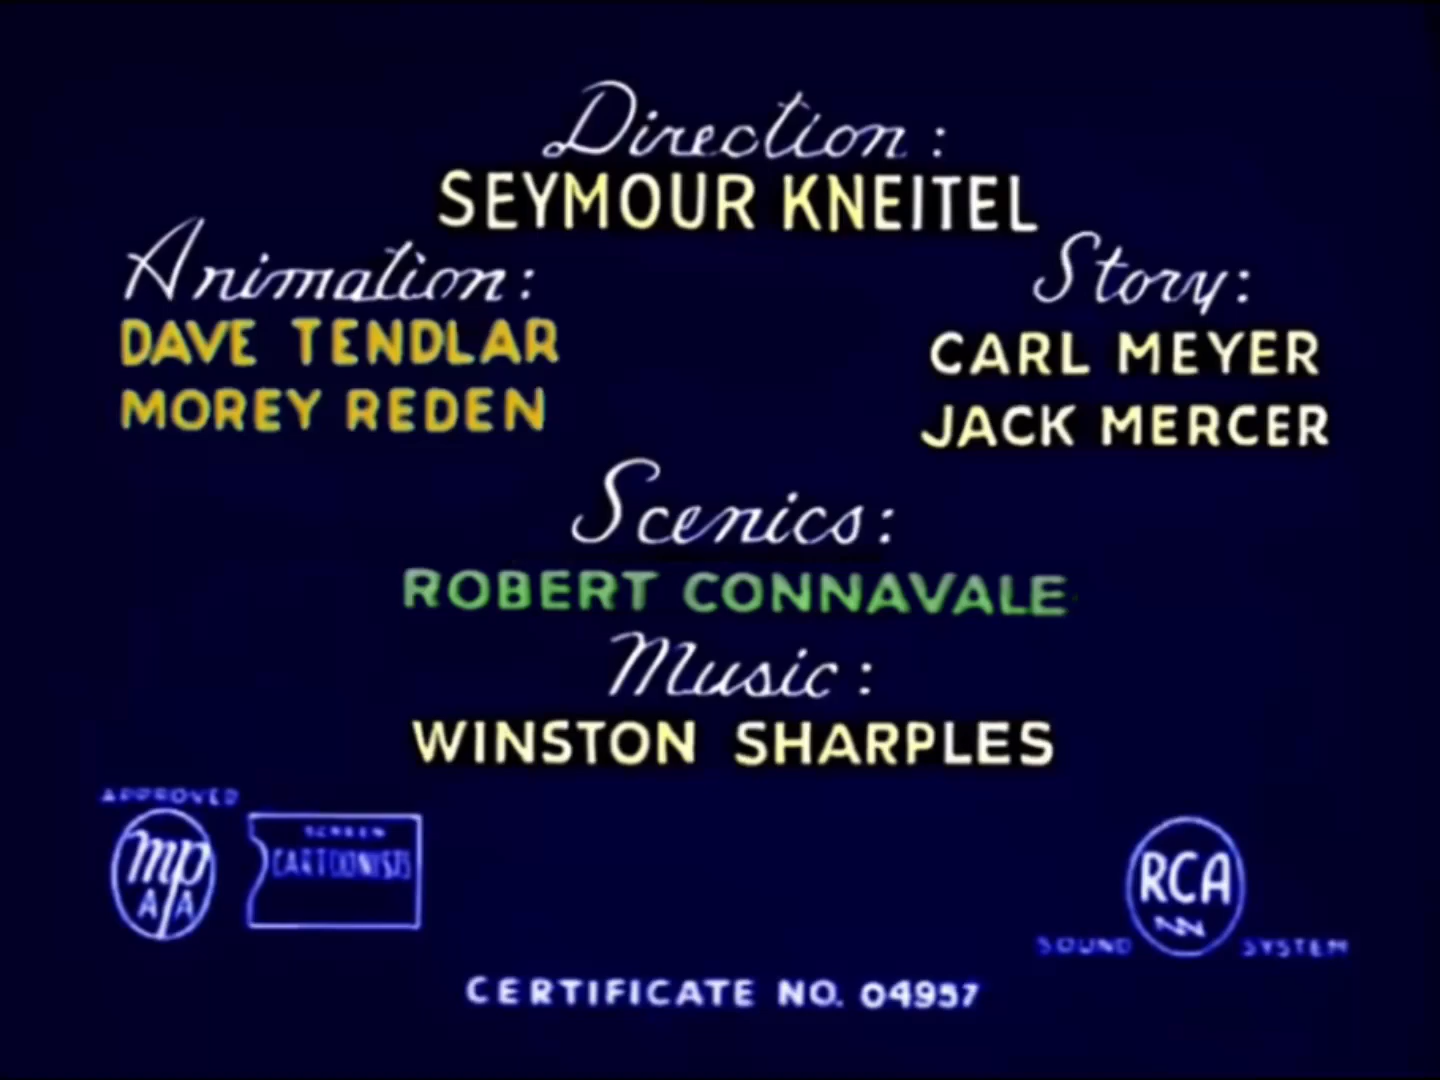 Direction:
SEYMOUR KNEITEL
Animation:
DAVE TENDLAR
MOREY REDEN
Story:
CARL MEYER
JACK MERCER
Scenics:
ROBERT CONNAVALE
Music:
WINSTON SHARPLES
APPROVED
MPAA
SCREEN
CARTOONISTS
RCA
SOUND SYSTEM
CERTIFICATE NO. 04957